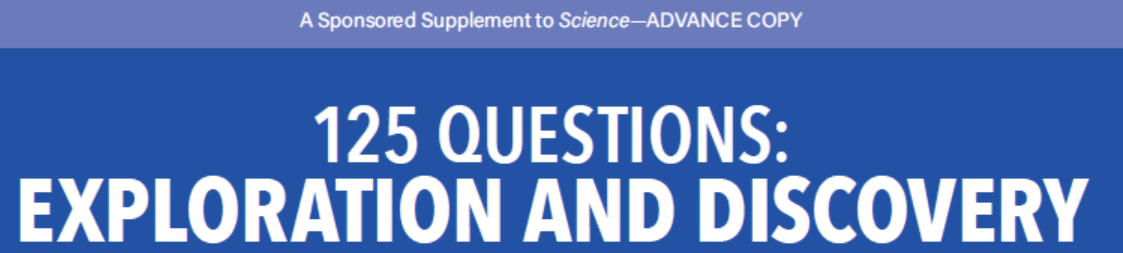 A Sponsored Supplement to Science—ADVANCE COPY
125 QUESTIONS:
EXPLORATION AND DISCOVERY